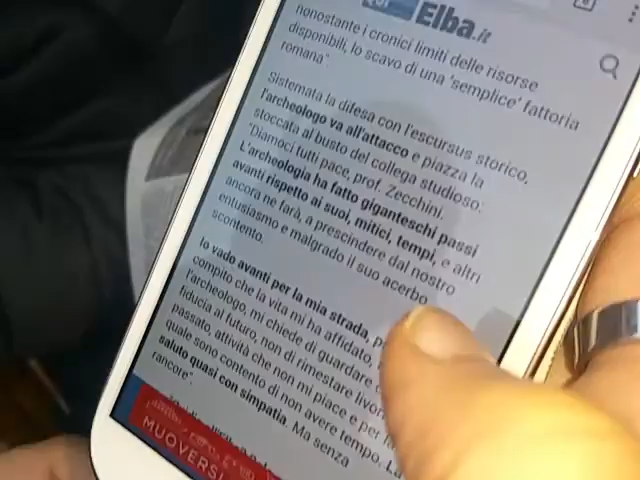 Elba.it
nonostante i cronici limiti delle risorse
disponibili, lo scavo di una 'semplice' fattoria
romana"
Sistemata la difesa con l'escursus storico,
l'archeologo va all'attacco e piazza la
stoccata al busto del collega studioso:
"Diamoci tutti pace, prof. Zecchini.
L'archeologia ha fatto giganteschi passi
avanti rispetto ai suoi, mitici, tempi, e altri
ancora ne farà, a prescindere dal nostro
entusiasmo e malgrado il suo acerbo
scontento.
Io vado avanti per la mia strada, p
compito che la vita mi ha affidato,
l'archeologo, mi chiede di guardare
fiducia al futuro, non di rimestare livor
passato, attività che non mi piace e per l
quale sono contento di non avere tempo. La
saluto quasi con simpatia. Ma senza
rancore".
MUOVERSI